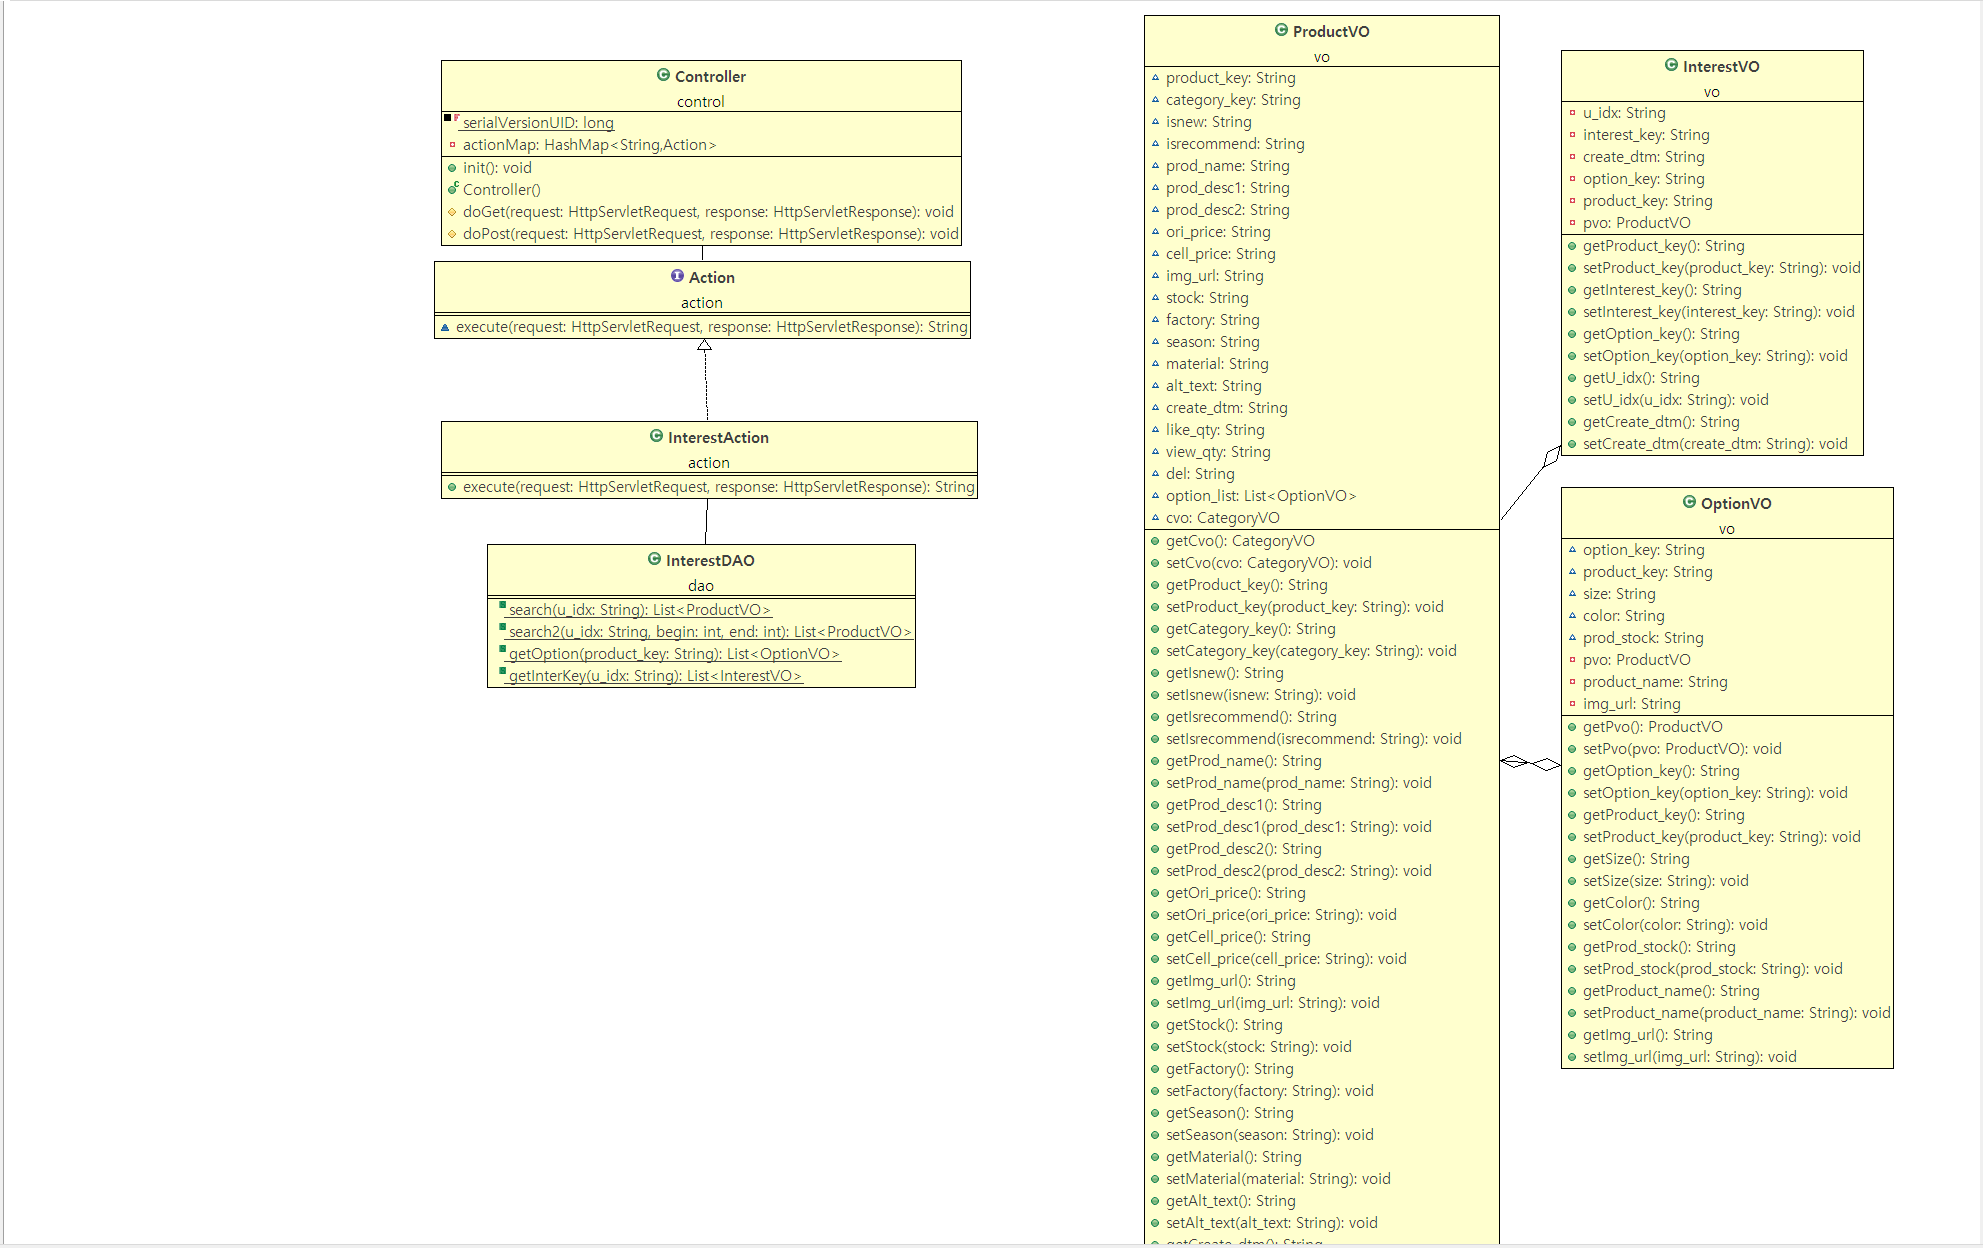 Controller
control
serialVersionUID: long
actionMap: HashMap<String,Action>
init(): void
Controller()
doGet(request: HttpServletRequest, response: HttpServletResponse): void
doPost(request: HttpServletRequest, response: HttpServletResponse): void
Action
action
execute(request: HttpServletRequest, response: HttpServletResponse): String
InterestAction
action
execute(request: HttpServletRequest, response: HttpServletResponse): String
InterestDAO
dao
search(u_idx: String): List<ProductVO>
search2(u_idx: String, begin: int, end: int): List<ProductVO>
getOption(product_key: String): List<OptionVO>
getInterKey(u_idx: String): List<InterestVO>
ProductVO
vo
product_key: String
category_key: String
isnew: String
isrecommend: String
prod_name: String
prod_desc1: String
prod_desc2: String
ori_price: String
cell_price: String
img_url: String
stock: String
factory: String
season: String
material: String
alt_text: String
create_dtm: String
like_qty: String
view_qty: String
del: String
option_list: List<OptionVO>
cvo: CategoryVO
getCvo(): CategoryVO
setCvo(cvo: CategoryVO): void
getProduct_key(): String
setProduct_key(product_key: String): void
getCategory_key(): String
setCategory_key(category_key: String): void
getIsnew(): String
setIsnew(isnew: String): void
getIsrecommend(): String
setIsrecommend(isrecommend: String): void
getProd_name(): String
setProd_name(prod_name: String): void
getProd_desc1(): String
setProd_desc1(prod_desc1: String): void
getProd_desc2(): String
setProd_desc2(prod_desc2: String): void
getOri_price(): String
setOri_price(ori_price: String): void
getCell_price(): String
setCell_price(cell_price: String): void
getImg_url(): String
setImg_url(img_url: String): void
getStock(): String
setStock(stock: String): void
getFactory(): String
setFactory(factory: String): void
getSeason(): String
setSeason(season: String): void
getMaterial(): String
setMaterial(material: String): void
getAlt_text(): String
setAlt_text(alt_text: String): void
getCreate_dtm(): String
InterestVO
vo
u_idx: String
interest_key: String
create_dtm: String
option_key: String
product_key: String
pvo: ProductVO
getProduct_key(): String
setProduct_key(product_key: String): void
getInterest_key(): String
setInterest_key(interest_key: String): void
getOption_key(): String
setOption_key(option_key: String): void
getU_idx(): String
setU_idx(u_idx: String): void
getCreate_dtm(): String
setCreate_dtm(create_dtm: String): void
OptionVO
vo
option_key: String
product_key: String
size: String
color: String
prod_stock: String
pvo: ProductVO
product_name: String
img_url: String
getPvo(): ProductVO
setPvo(pvo: ProductVO): void
getOption_key(): String
setOption_key(option_key: String): void
getProduct_key(): String
setProduct_key(product_key: String): void
getSize(): String
setSize(size: String): void
getColor(): String
setColor(color: String): void
getProd_stock(): String
setProd_stock(prod_stock: String): void
getProduct_name(): String
setProduct_name(product_name: String): void
getImg_url(): String
setImg_url(img_url: String): void